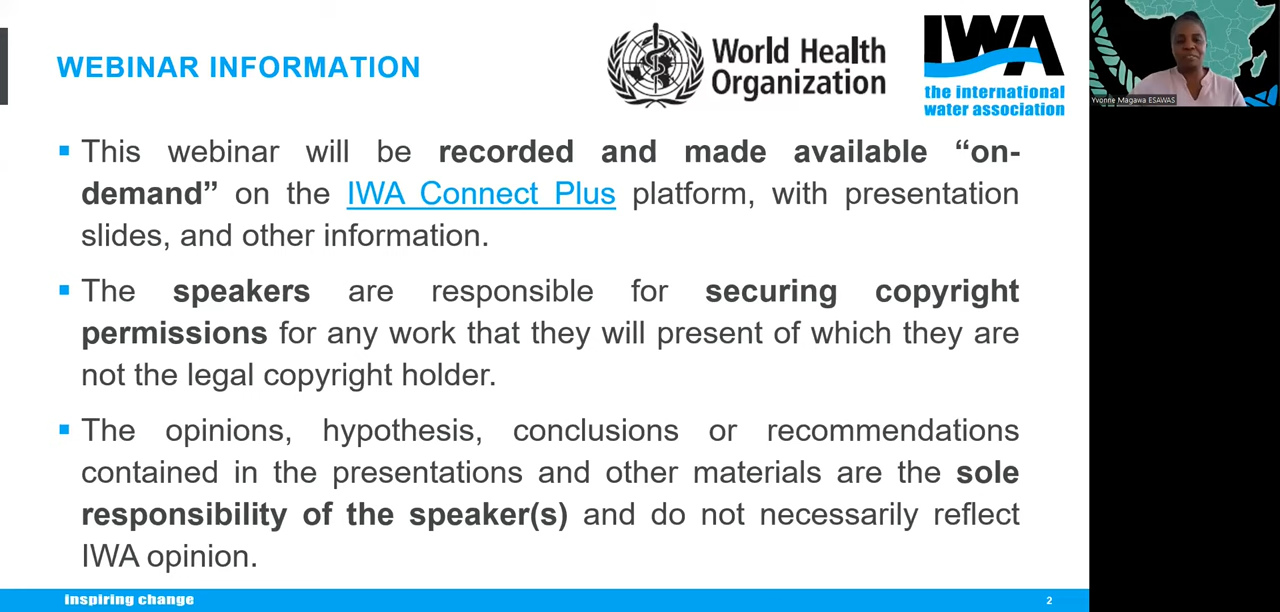 WEBINAR INFORMATION
World Health
Organization
IWA
the international
water association
Yvonne Magawa ESAWAS
This webinar will be recorded and made available “on-
demand” on the IWA Connect Plus platform, with presentation
slides, and other information.
The speakers are responsible for securing copyright
permissions for any work that they will present of which they are
not the legal copyright holder.
The opinions, hypothesis, conclusions or recommendations
contained in the presentations and other materials are the sole
responsibility of the speaker(s) and do not necessarily reflect
IWA opinion.
inspiring change
2